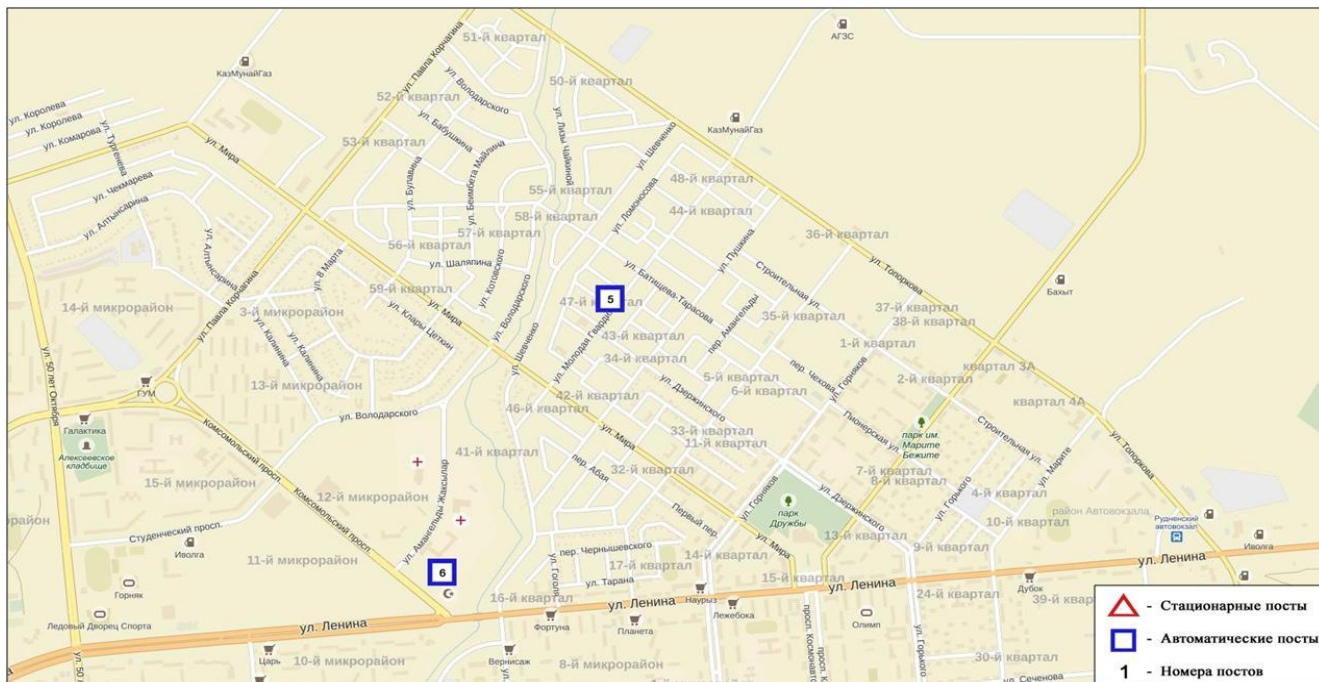 51-й квартал
АГЗС
КазМунайГаз
ул. Павла Корчагина
50-й квартал
ул. Володарского
52-й квартал
ул. Королева
ул. Королева
ул. Комарова
ул. Тургенева
ул. Бабушкина
ул. Лизы Чайкиной
КазМунайГаз
ул. Шевченко
53-й квартал
ул. Мира
ул. Беимбета Майлина
ул. Булавина
48-й квартал
ул. Чехмарева
55-й квартал
ул. Ломоносова
44-й квартал
ул. Алтынсарина
58-й квартал
57-й квартал
36-й квартал
ул. Пушкина
ул. Алтынсарина
56-й квартал
ул. 8 Марта
ул. Шаляпина
ул. Котовского
ул. Батищева-Тарасова
Строительная ул.
ул. Топоркова
Бахыт
59-й квартал
47-й квартал
5
14-й микрорайон
ул. Павла Корчагина
3-й микрорайон
ул. Мира
ул. Клары Цеткин
ул. Володарского
ул. Шевченко
ул. Молодая Гвардия
43-й квартал
пер. Амангельды
35-й квартал
37-й квартал
38-й квартал
ул. Калинина
ул. Калинина
34-й квартал
1-й квартал
ул. 50 лет Октября
ГУМ
13-й микрорайон
42-й квартал
ул. Дзержинского
5-й квартал
6-й квартал
пер. Чехова
ул. Горняков
2-й квартал
квартал 3А
46-й квартал
ул. Володарского
Галактика
Алексеевское
кладбище
Комсомольский просп.
ул. Мира
33-й квартал
11-й квартал
Пионерская ул.
парк им.
Марите
Бежите
Строительная ул.
квартал 4А
ул. Топоркова
41-й квартал
пер. Абая
32-й квартал
ул. Марите
7-й квартал
8-й квартал
15-й микрорайон
12-й микрорайон
ул. Амангельды Жаксылар
Комсомольский просп.
ул. Горняков
парк
Дружбы
ул. Дзержинского
ул. Горького
4-й квартал
10-й квартал
район Автовокзала
Рудненский
автовокзал
Студенческий просп.
Иволга
Первый пер.
ул. Мира
13-й квартал
9-й квартал
Иволга
11-й микрорайон
пер. Чернышевского
14-й квартал
17-й квартал
6
ул. Гоголя
ул. Тарана
15-й квартал
ул. Ленина
Горняк
16-й квартал
ул. Ленина
Наурыз
Лежебока
24-й квартал
Дубок
Ледовый Дворец Спорта
ул. Ленина
Фортуна
Планета
просп. Космонавтов
Олимп
ул. Горького
Царь
10-й микрорайон
Вернисаж
8-й микрорайон
30-й квартал
ул. Сеченова
- Стационарные посты
- Автоматические посты
1 - Номера постов